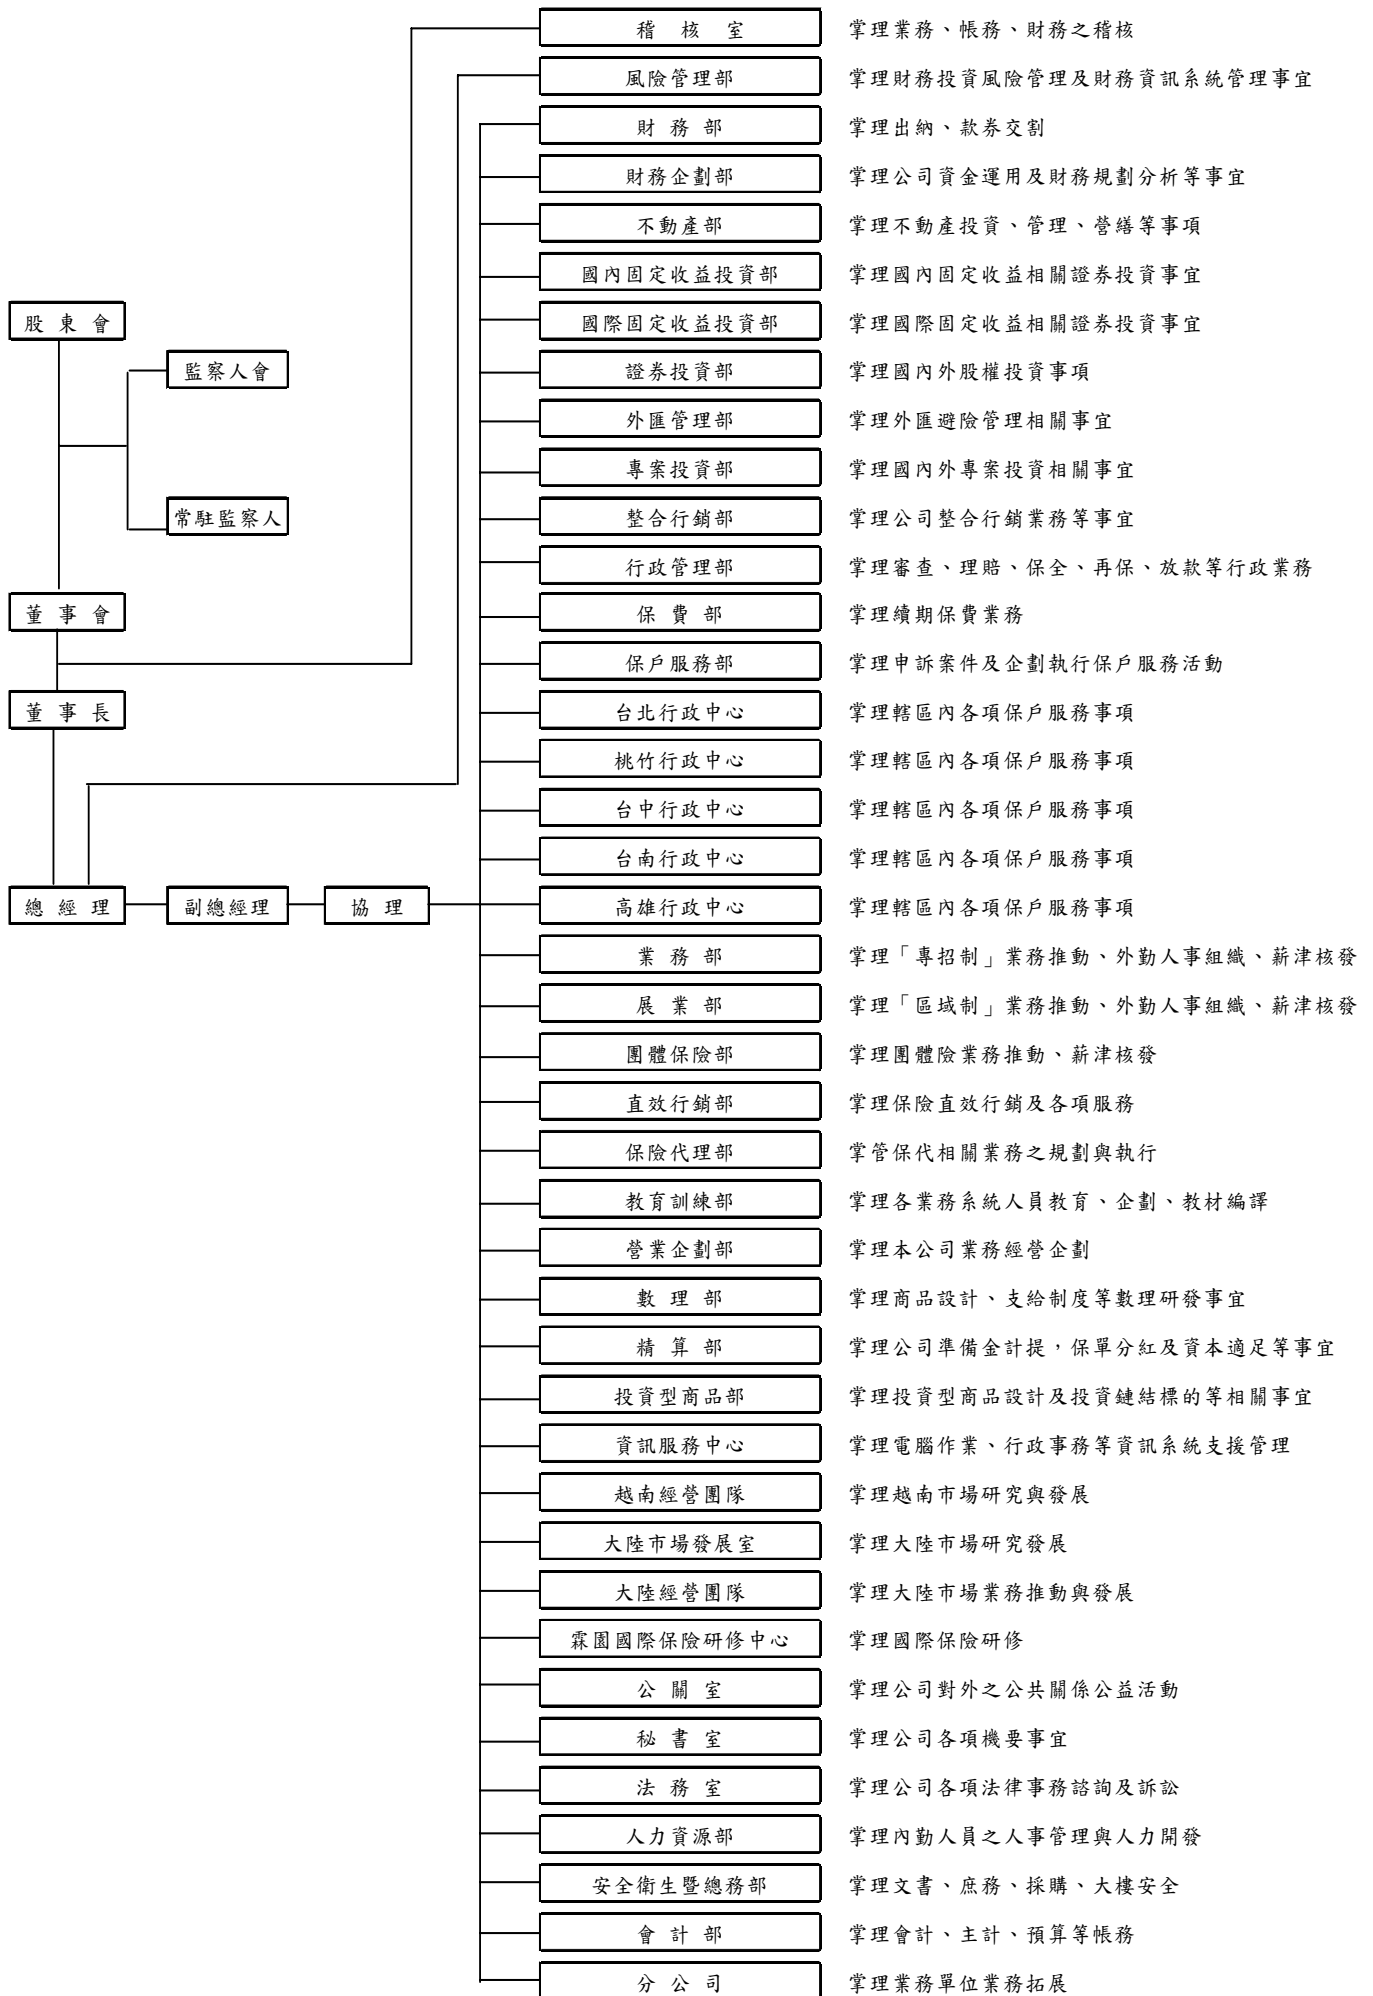 稽核室 掌理業務、帳務、財務之稽核
風險管理部 掌理財務投資風險管理及財務資訊系統管理事宜
財務部 掌理出納、款券交割
財務企劃部 掌理公司資金運用及財務規劃分析等事宜
不動產部 掌理不動產投資、管理、營繕等事項
國內固定收益投資部 掌理國內固定收益相關證券投資事宜
股東會
國際固定收益投資部 掌理國際固定收益相關證券投資事宜
監察人會
證券投資部 掌理國內外股權投資事項
外匯管理部 掌理外匯避險管理相關事宜
專案投資部 掌理國內外專案投資相關事宜
常駐監察人
整合行銷部 掌理公司整合行銷業務等事宜
行政管理部 掌理審查、理賠、保全、再保、放款等行政業務
董事會
保費部 掌理續期保費業務
保戶服務部 掌理申訴案件及企劃執行保戶服務活動
董事長
台北行政中心 掌理轄區內各項保戶服務事項
桃竹行政中心 掌理轄區內各項保戶服務事項
台中行政中心 掌理轄區內各項保戶服務事項
台南行政中心 掌理轄區內各項保戶服務事項
總經理 副總經理 協理
高雄行政中心 掌理轄區內各項保戶服務事項
業務部 掌理「專招制」業務推動、外勤人事組織、薪津核發
展業部 掌理「區域制」業務推動、外勤人事組織、薪津核發
團體保險部 掌理團體險業務推動、薪津核發
直效行銷部 掌理保險直效行銷及各項服務
保險代理部 掌管保代相關業務之規劃與執行
教育訓練部 掌理各業務系統人員教育、企劃、教材編譯
營業企劃部 掌理本公司業務經營企劃
數理部 掌理商品設計、支給制度等數理研發事宜
精算部 掌理公司準備金計提，保單分紅及資本適足等事宜
投資型商品部 掌理投資型商品設計及投資鏈結標的等相關事宜
資訊服務中心 掌理電腦作業、行政事務等資訊系統支援管理
越南經營團隊 掌理越南市場研究與發展
大陸市場發展室 掌理大陸市場研究發展
大陸經營團隊 掌理大陸市場業務推動與發展
霖園國際保險研修中心 掌理國際保險研修
公關室 掌理公司對外之公共關係公益活動
秘書室 掌理公司各項機要事宜
法務室 掌理公司各項法律事務諮詢及訴訟
人力資源部 掌理內勤人員之人事管理與人力開發
安全衛生暨總務部 掌理文書、庶務、採購、大樓安全
會計部 掌理會計、主計、預算等帳務
分公司 掌理業務單位業務拓展